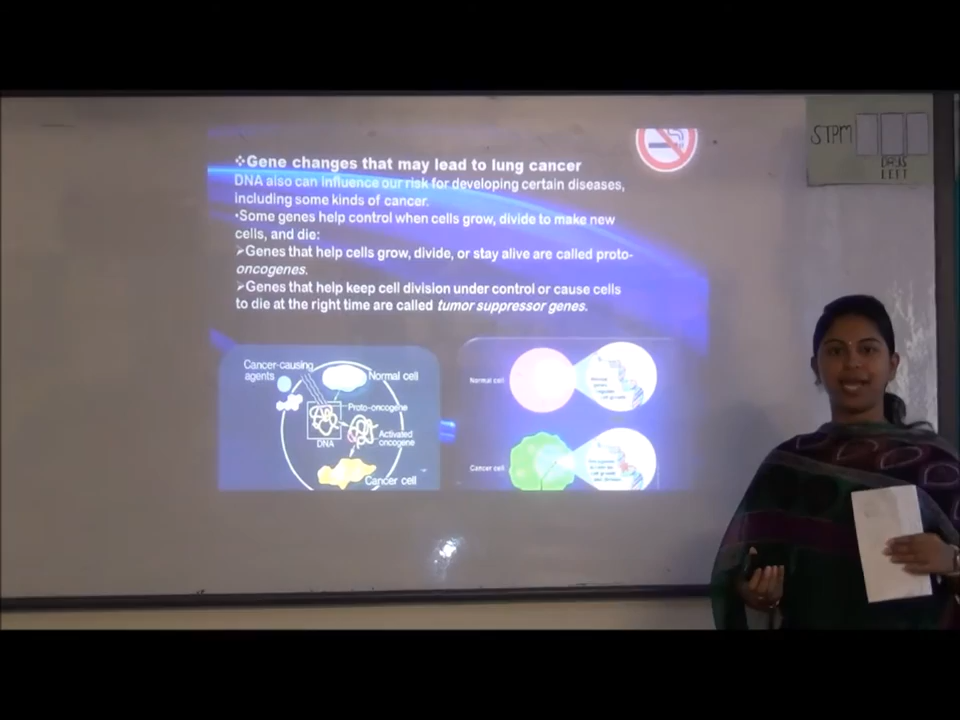 ❖Gene changes that may lead to lung cancer
DNA also can influence our risk for developing certain diseases,
including some kinds of cancer.
•Some genes help control when cells grow, divide to make new
cells, and die:
➢Genes that help cells grow, divide, or stay alive are called proto-
oncogenes.
➢Genes that help keep cell division under control or cause cells
to die at the right time are called tumor suppressor genes.
Cancer-causing
agents
Normal cell
Proto-oncogene
DNA
Activated
oncogene
Cancer cell
Normal cell
Cancer cell
STPM
DAYS
LEFT